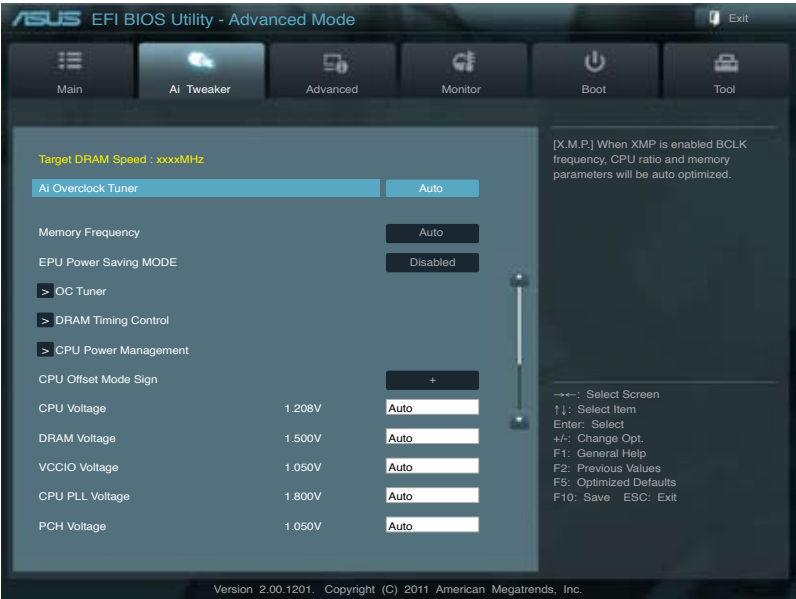 ASUS EFI BIOS Utility - Advanced Mode
Exit
Main
Ai Tweaker
Advanced
Monitor
Boot
Tool
Target DRAM Speed : xxxxMHz
Ai Overclock Tuner Auto
Memory Frequency Auto
EPU Power Saving MODE Disabled
> OC Tuner
> DRAM Timing Control
> CPU Power Management
CPU Offset Mode Sign +
CPU Voltage 1.208V Auto
DRAM Voltage 1.500V Auto
VCCIO Voltage 1.050V Auto
CPU PLL Voltage 1.800V Auto
PCH Voltage 1.050V Auto
[X.M.P.] When XMP is enabled BCLK
frequency, CPU ratio and memory
parameters will be auto optimized.
→←: Select Screen
↑↓: Select Item
Enter: Select
+/-: Change Opt.
F1: General Help
F2: Previous Values
F5: Optimized Defaults
F10: Save ESC: Exit
Version 2.00.1201. Copyright (C) 2011 American Megatrends, Inc.